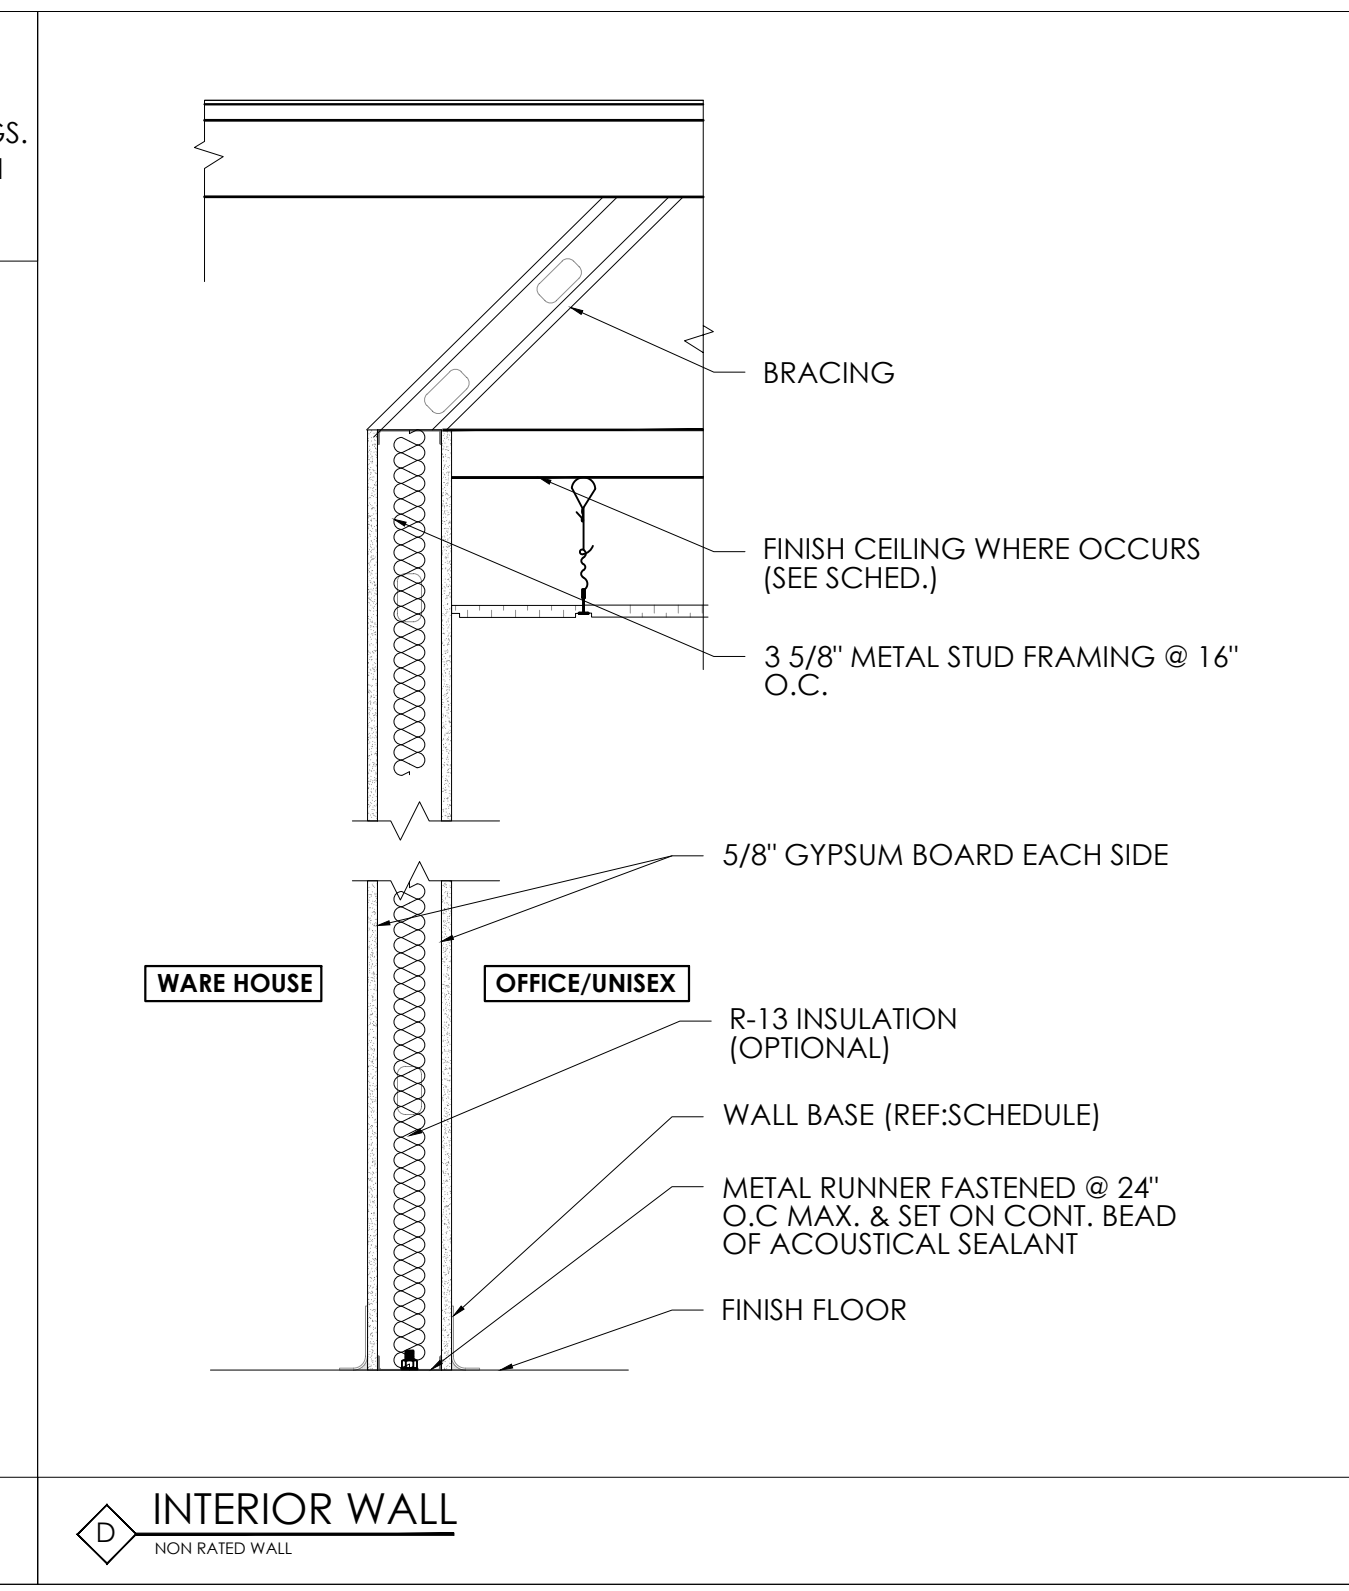 GS.
BRACING
FINISH CEILING WHERE OCCURS
(SEE SCHED.)
3 5/8" METAL STUD FRAMING @ 16"
O.C.
5/8" GYPSUM BOARD EACH SIDE
WARE HOUSE
OFFICE/UNISEX
R-13 INSULATION
(OPTIONAL)
WALL BASE (REF:SCHEDULE)
METAL RUNNER FASTENED @ 24"
O.C MAX. & SET ON CONT. BEAD
OF ACOUSTICAL SEALANT
FINISH FLOOR
D
INTERIOR WALL
NON RATED WALL